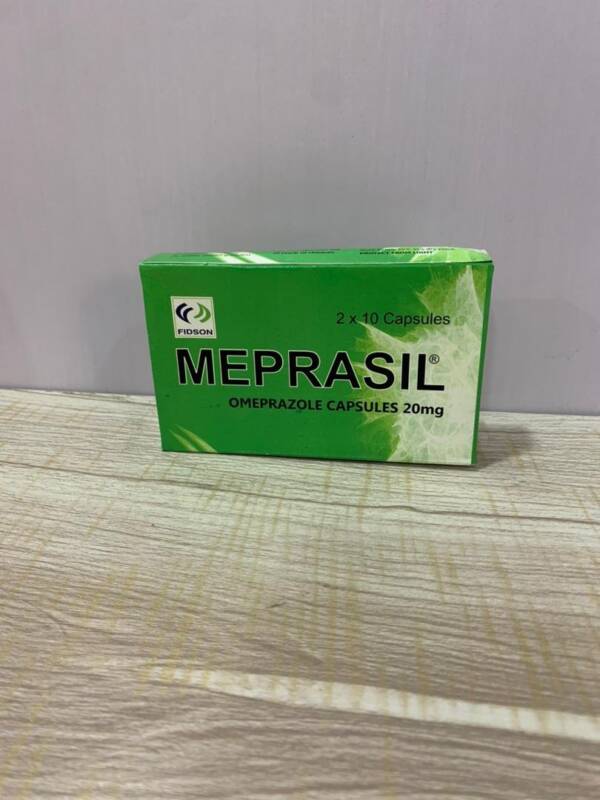 FIDSON
2 x 10 Capsules
MEPRASIL®
OMEPRAZOLE CAPSULES 20mg